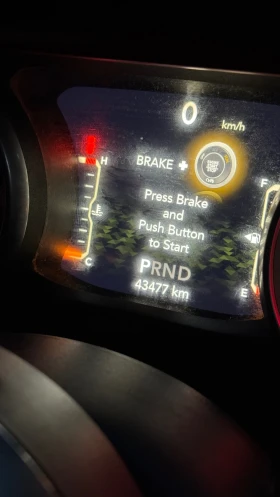 0
km/h
H
BRAKE +
F
Press Brake
and
Push Button
to Start
C
PRND
43477 km
E